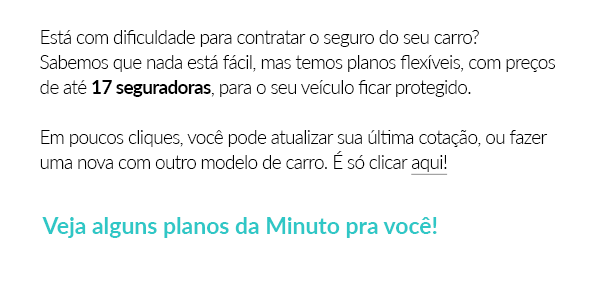 Está com dificuldade para contratar o seguro do seu carro?
Sabemos que nada está fácil, mas temos planos flexíveis, com preços
de até 17 seguradoras, para o seu veículo ficar protegido.
Em poucos cliques, você pode atualizar sua última cotação, ou fazer
uma nova com outro modelo de carro. É só clicar aqui!
Veja alguns planos da Minuto pra você!